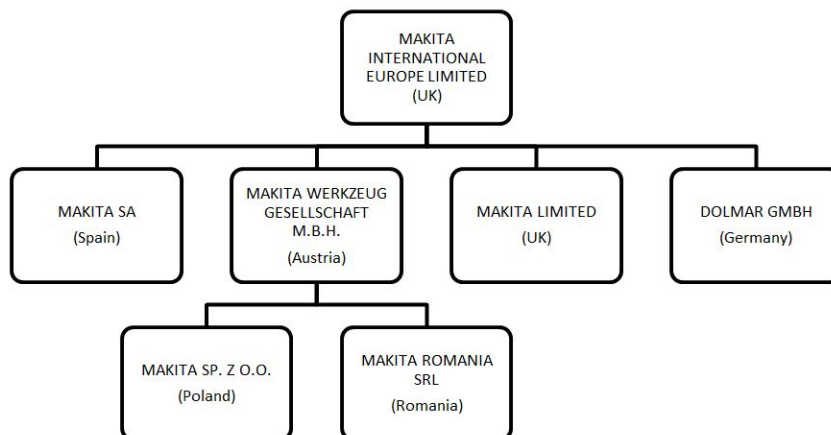 MAKITA
INTERNATIONAL
EUROPE LIMITED
(UK)
MAKITA SA
(Spain)
MAKITA WERKZEUG
GESELLSCHAFT
M.B.H.
(Austria)
MAKITA LIMITED
(UK)
DOLMAR GMBH
(Germany)
MAKITA SP. Z O.O.
(Poland)
MAKITA ROMANIA
SRL
(Romania)